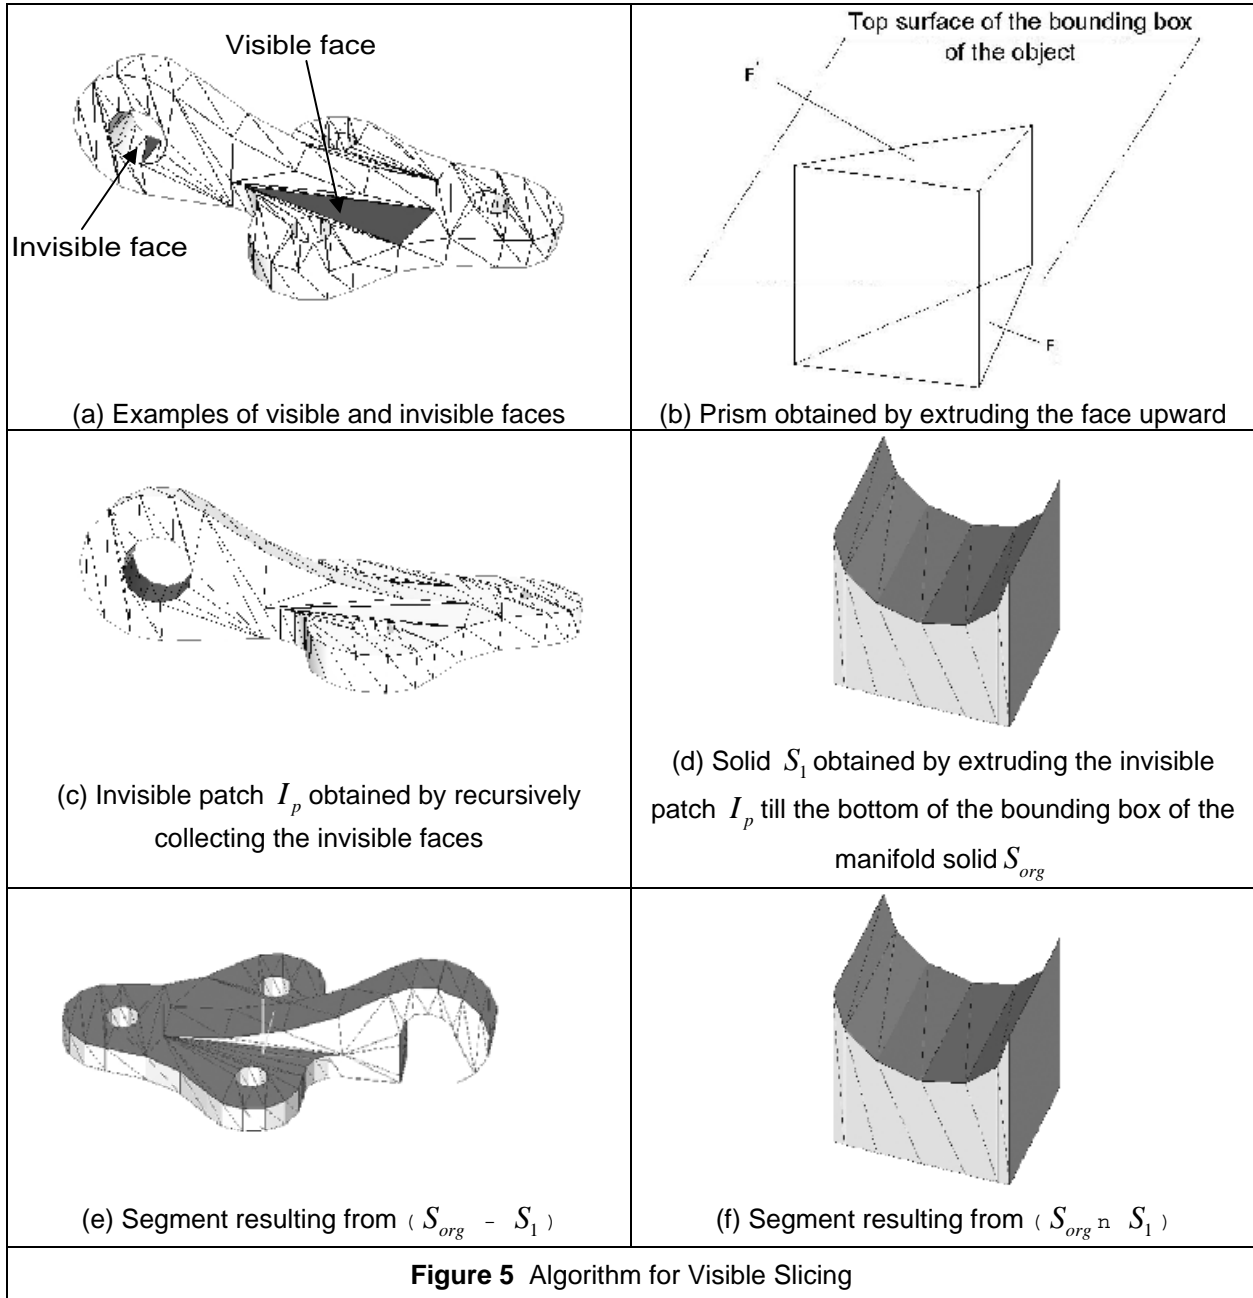 Visible face
Invisible face
(a) Examples of visible and invisible faces
Top surface of the bounding box
of the object
F'
F
(b) Prism obtained by extruding the face upward
(c) Invisible patch I_p obtained by recursively
collecting the invisible faces
(d) Solid S_1 obtained by extruding the invisible
patch I_p till the bottom of the bounding box of the
manifold solid S_org
(e) Segment resulting from ( S_org - S_1 )
(f) Segment resulting from ( S_org n S_1 )
Figure 5 Algorithm for Visible Slicing